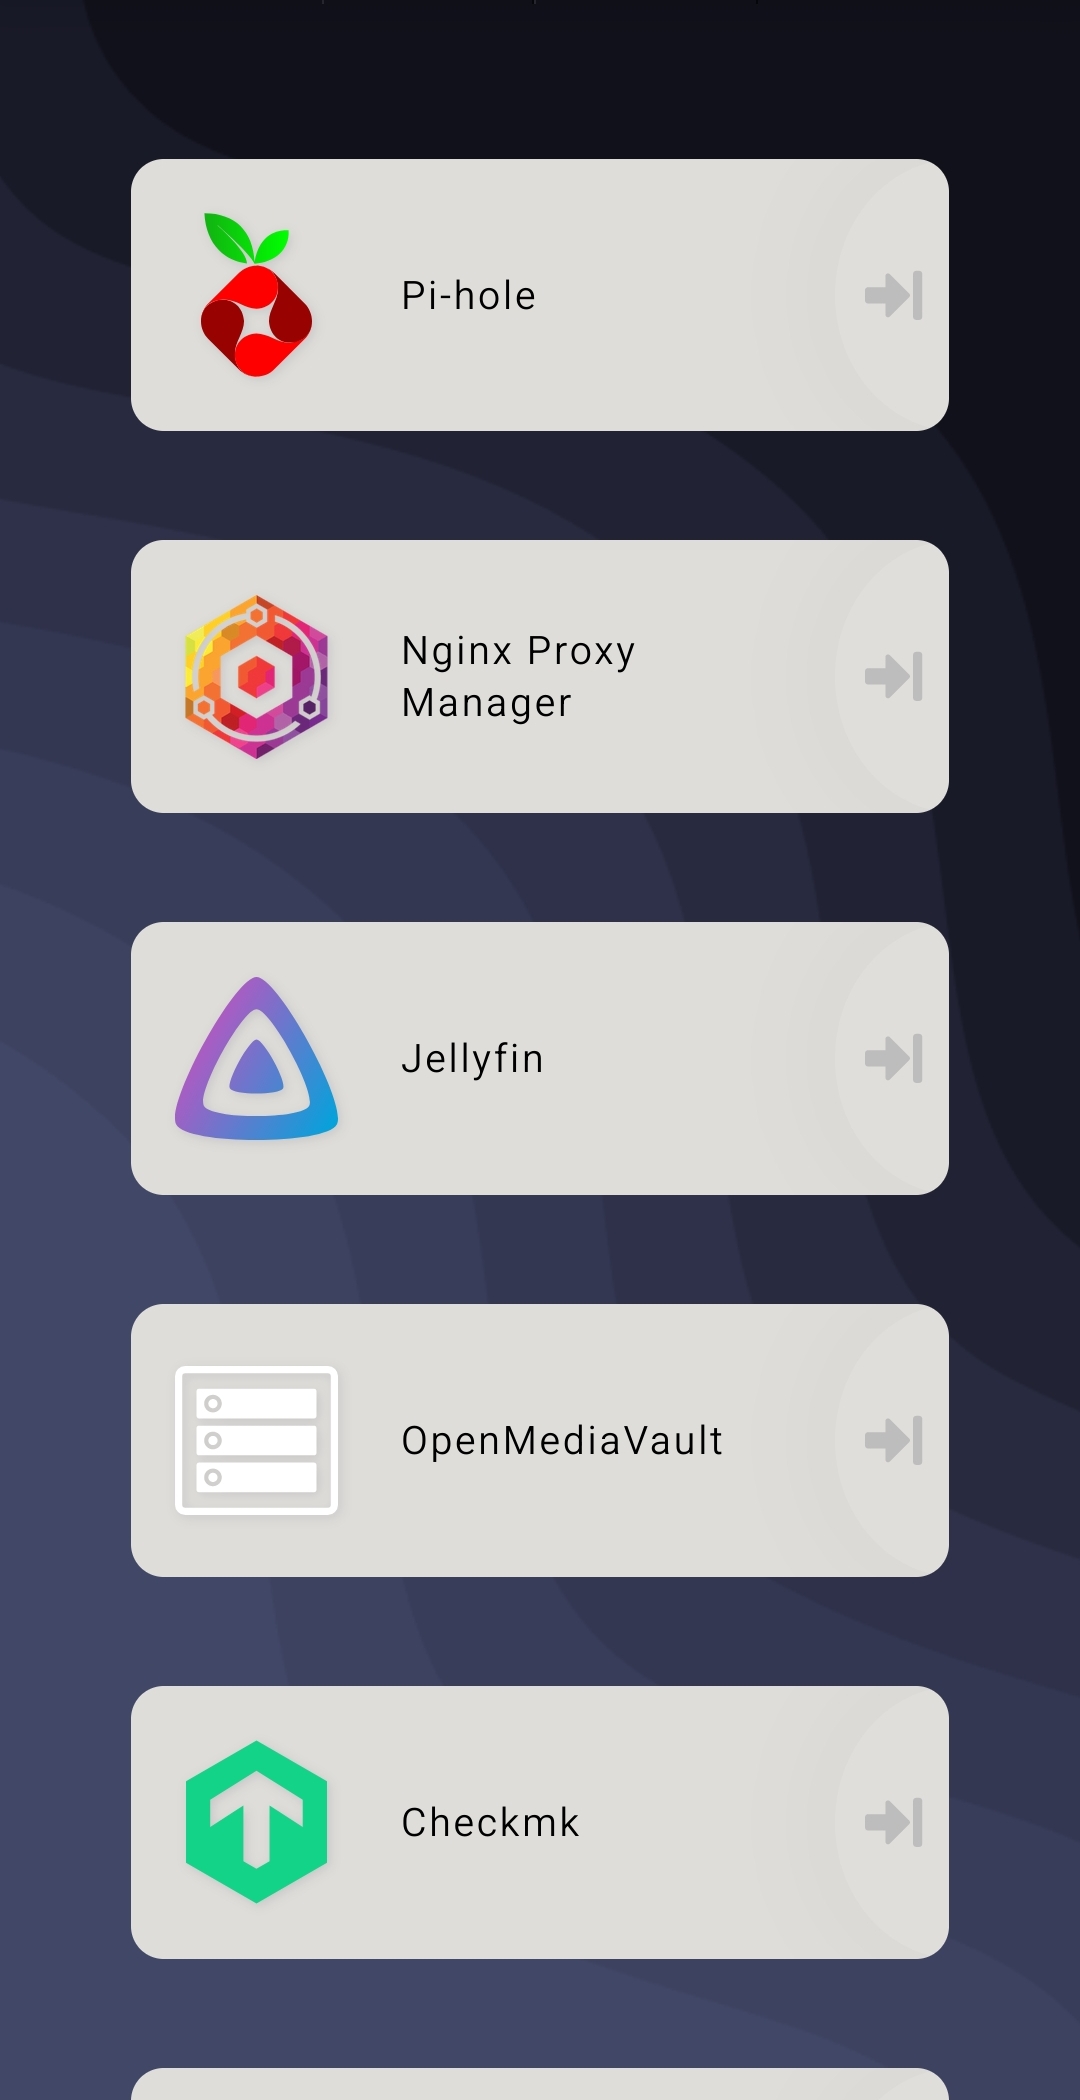 Pi-hole
Nginx Proxy
Manager
Jellyfin
OpenMediaVault
Checkmk